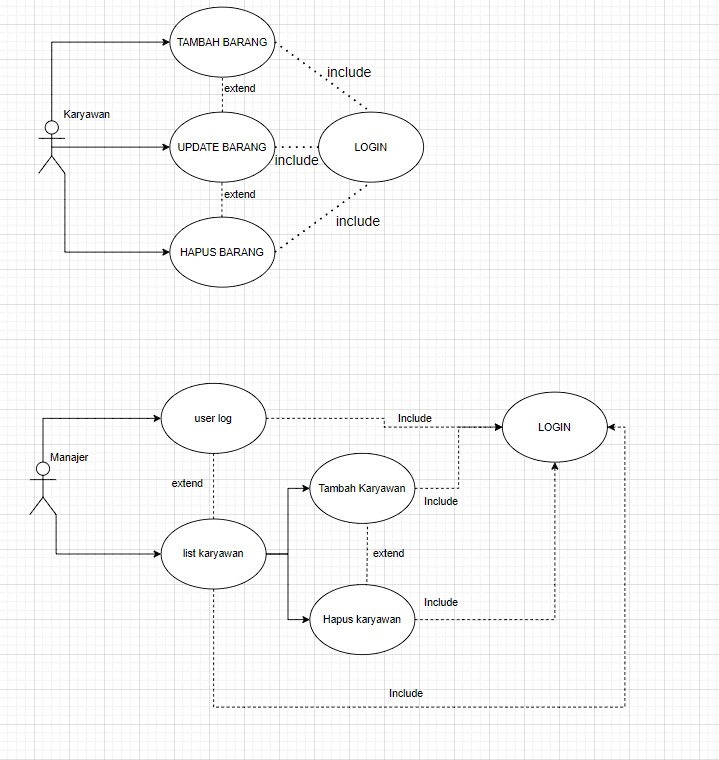 TAMBAH BARANG
include
extend
Karyawan
UPDATE BARANG
include
LOGIN
extend
include
HAPUS BARANG
user log
Include
LOGIN
Manajer
extend
Tambah Karyawan
Include
list karyawan
extend
Include
Hapus karyawan
Include